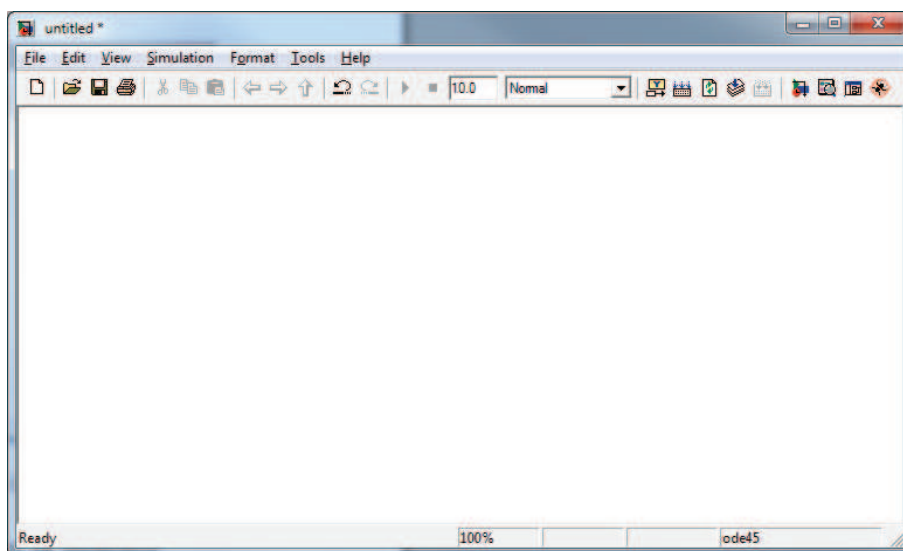 untitled *
File Edit View Simulation Format Tools Help
10.0 Normal
Ready 100% ode45